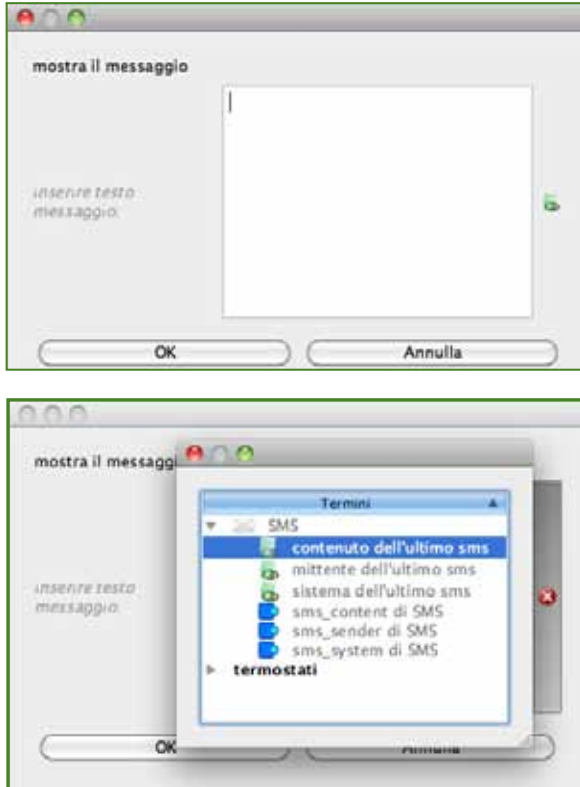 mostra il messaggio
inserire testo
messaggio:
OK Annulla
mostra il messaggi
Termini
SMS
contenuto dell'ultimo sms
mittente dell'ultimo sms
sistema dell'ultimo sms
inserire testo
messaggio:
sms_content di SMS
sms_sender di SMS
sms_system di SMS
termostati
OK Annulla